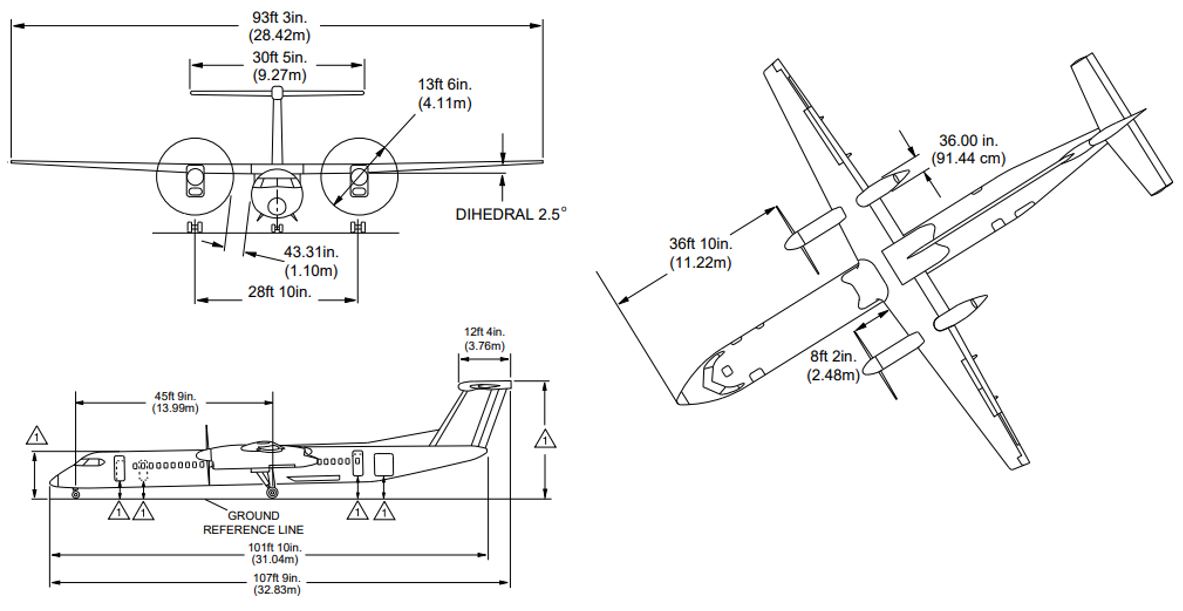 93ft 3in.
(28.42m)
30ft 5in.
(9.27m)
13ft 6in.
(4.11m)
DIHEDRAL 2.5°
43.31in.
(1.10m)
28ft 10in.
36.00 in.
(91.44 cm)
36ft 10in.
(11.22m)
8ft 2in.
(2.48m)
12ft 4in.
(3.76m)
45ft 9in.
(13.99m)
1
1
1
1
1
1
GROUND
REFERENCE LINE
101ft 10in.
(31.04m)
107ft 9in.
(32.83m)